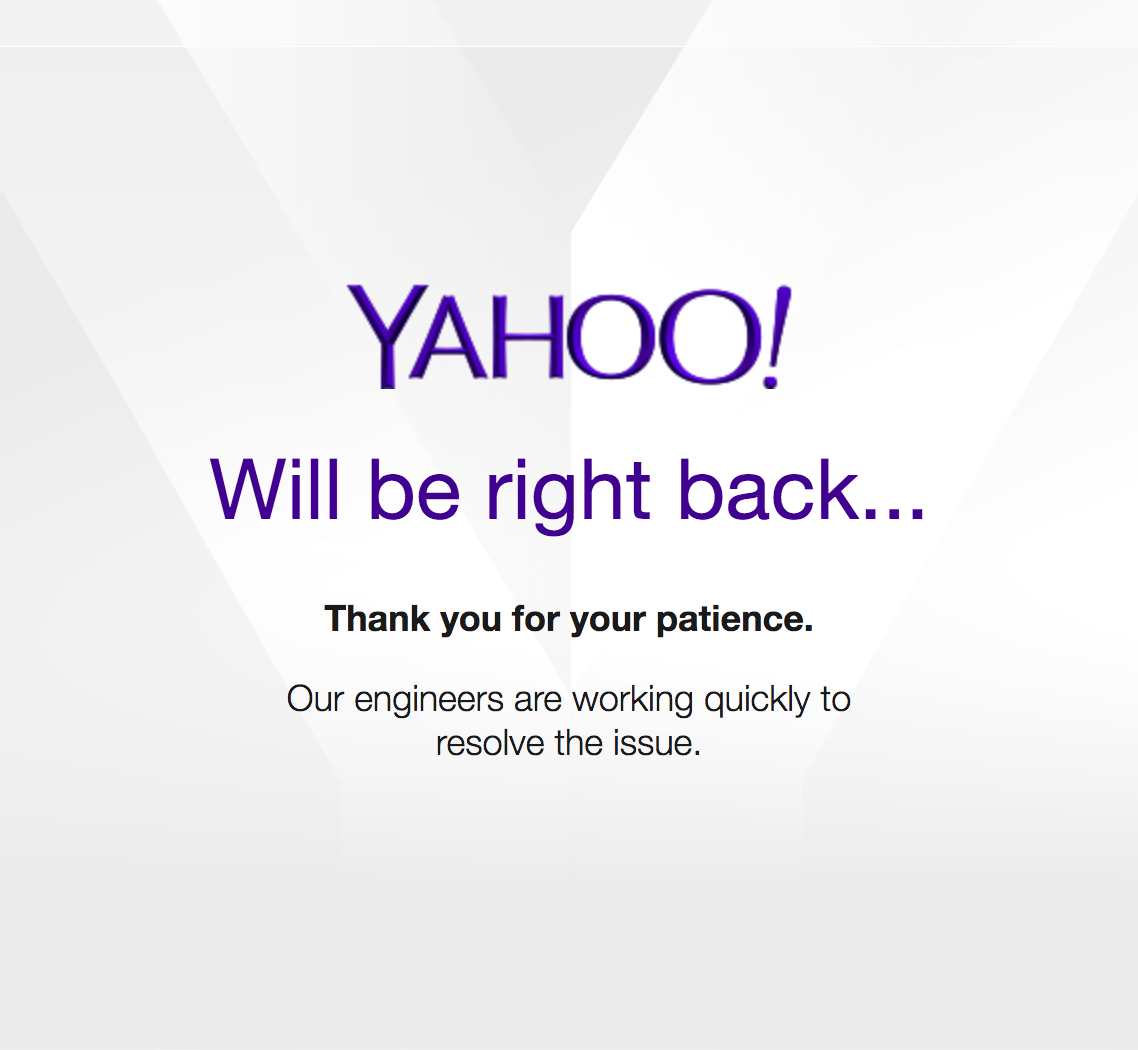 YAHOO!
Will be right back...
Thank you for your patience.
Our engineers are working quickly to
resolve the issue.